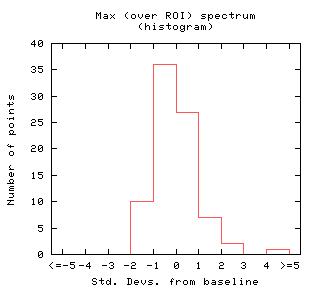 Max (over ROI) spectrum
(histogram)
40
35
30
25
20
15
10
5
0
Number of points
<=-5 -4 -3 -2 -1 0 1 2 3 4 >=5
Std. Devs. from baseline